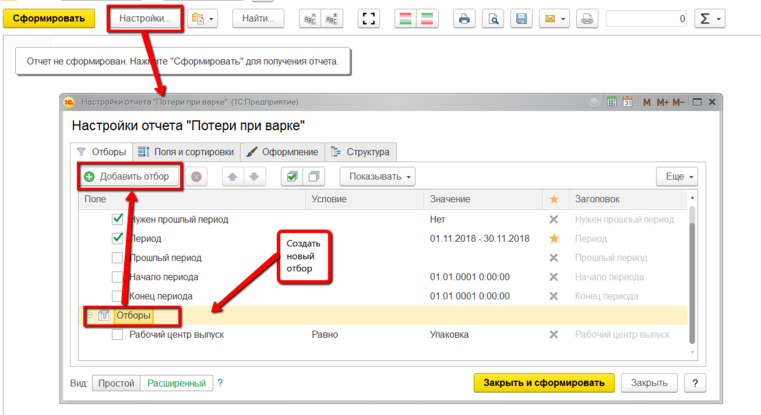 Сформировать Настройки... Найти... 0 Σ
Отчет не сформирован. Нажмите "Сформировать" для получения отчета.
Настройки отчета "Потери при варке" (1С:Предприятие) M M+ M-
Настройки отчета "Потери при варке"
Отборы Поля и сортировки Оформление Структура
Добавить отбор Показывать Еще
Поле Условие Значение Заголовок
Нужен прошлый период Нет Нужен прошлый период
Период 01.11.2018 - 30.11.2018 Период
Прошлый период Прошлый период
Начало периода 01.01.0001 0:00:00 Начало периода
Конец периода 01.01.0001 0:00:00 Конец периода
Создать
новый
отбор
Отборы
Рабочий центр выпуск Равно Упаковка Рабочий центр выпуск
Вид: Простой Расширенный ? Закрыть и сформировать Закрыть ?